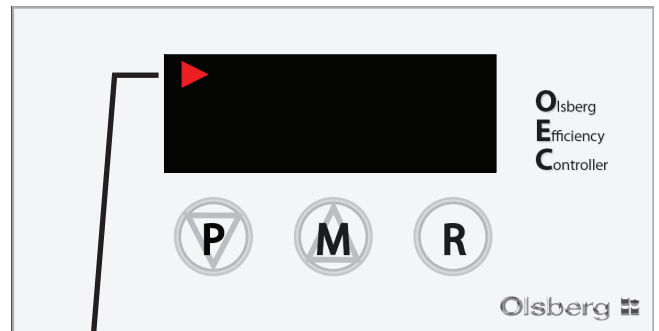 Olsberg
Efficiency
Controller
P M R
Olsberg